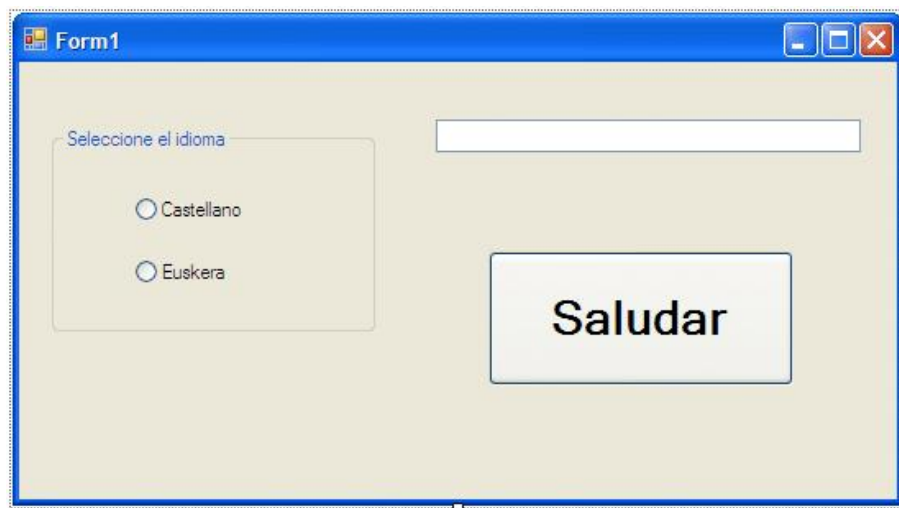 Form1
Seleccione el idioma
Castellano
Euskera
Saludar